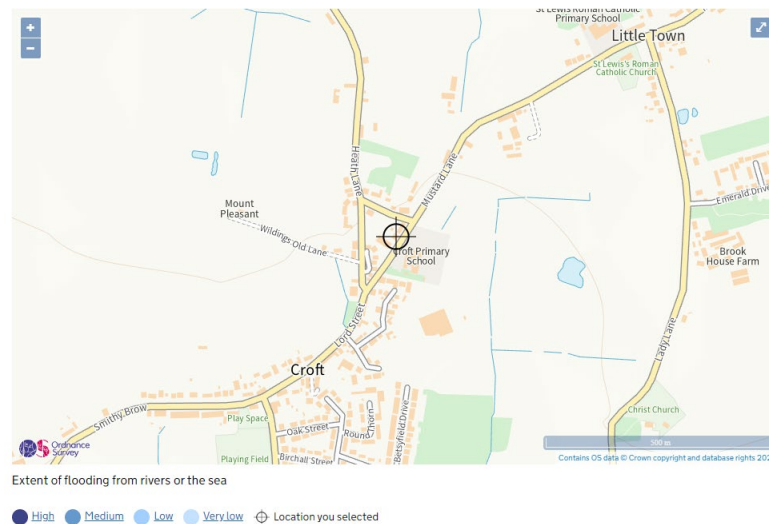 St Lewis Roman Catholic
Primary School
Little Town
St Lewis's Roman
Catholic Church
+
−
Heath Lane
Mustard Lane
Mount
Pleasant
Wildings Old Lane
Emerald Drive
Croft Primary
School
Brook
House Farm
Lord Street
Lady Lane
Croft
Smithy Brow
Play Space
Christ Church
Oak Street
Round Thorn
Betsyfield Drive
Birchall Street
Playing Field
Ordnance
Survey
500 m
Contains OS data © Crown copyright and database rights
Extent of flooding from rivers or the sea
High Medium Low Very low Location you selected